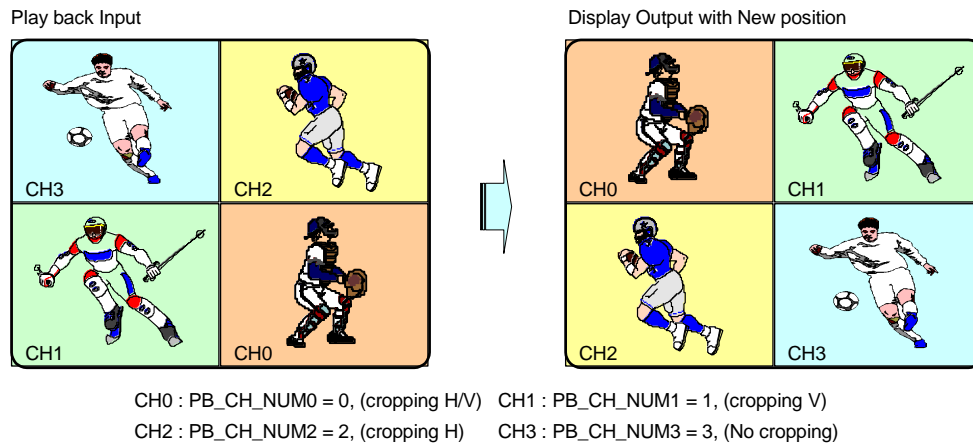 Play back Input
Display Output with New position
CH3
CH2
CH1
CH0
CH0
CH1
CH2
CH3
CH0 : PB_CH_NUM0 = 0, (cropping H/V) CH1 : PB_CH_NUM1 = 1, (cropping V)
CH2 : PB_CH_NUM2 = 2, (cropping H) CH3 : PB_CH_NUM3 = 3, (No cropping)